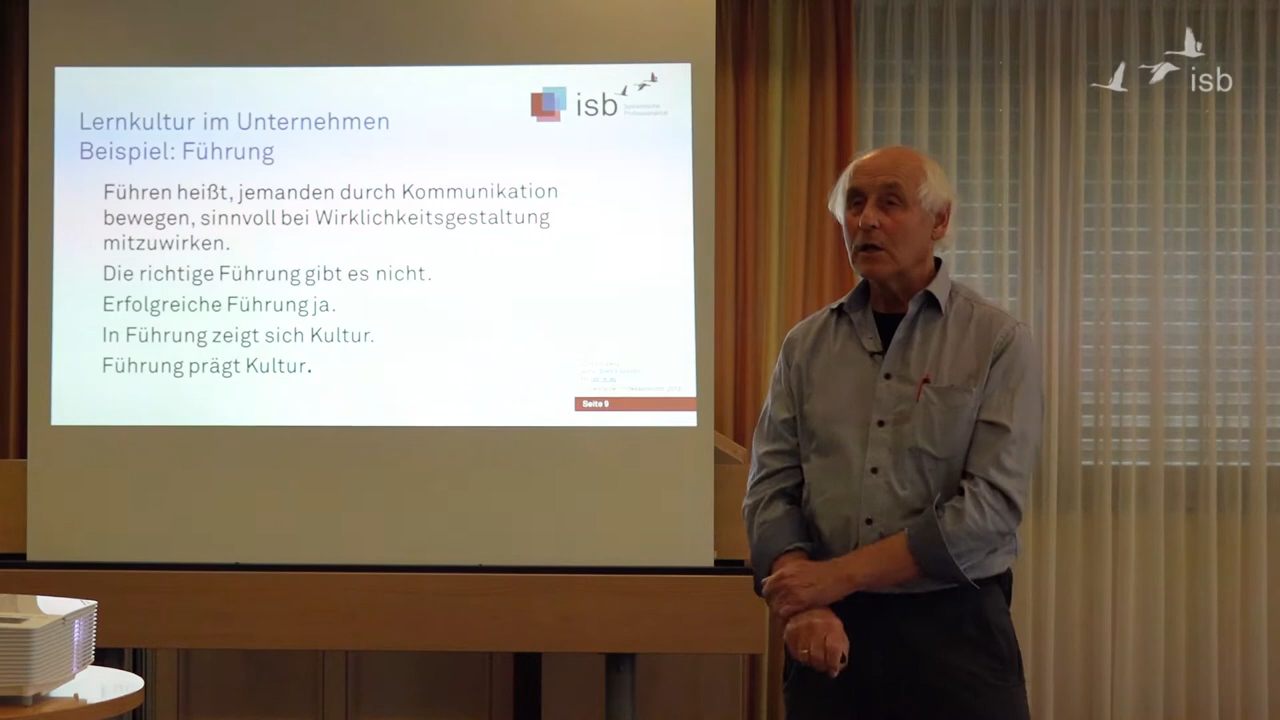 isb
isb
Lernkultur im Unternehmen
Beispiel: Führung
Führen heißt, jemanden durch Kommunikation
bewegen, sinnvoll bei Wirklichkeitsgestaltung
mitzuwirken.
Die richtige Führung gibt es nicht.
Erfolgreiche Führung ja.
In Führung zeigt sich Kultur.
Führung prägt Kultur.
Seite 9